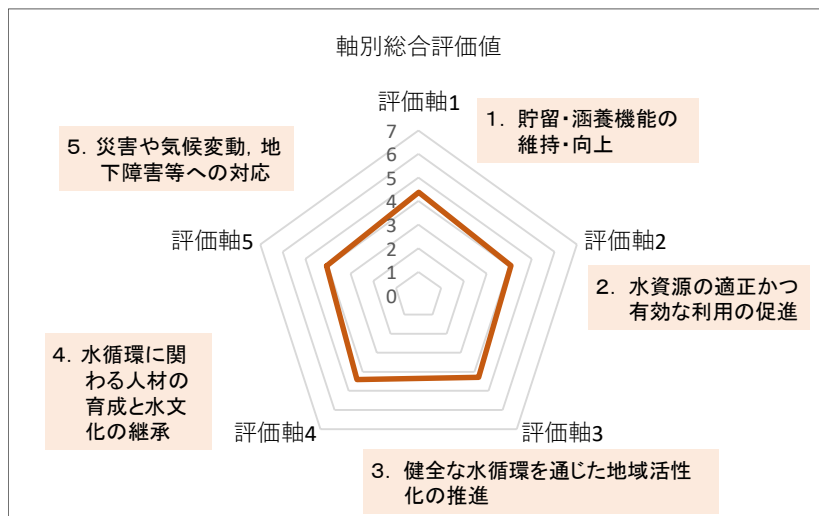 軸別総合評価値
評価軸1
1．貯留・涵養機能の
維持・向上
5．災害や気候変動，地
下障害等への対応
7
6
5
4
3
2
1
0
評価軸5
評価軸2
2．水資源の適正かつ
有効な利用の促進
4．水循環に関
わる人材の
育成と水文
化の継承
評価軸4
評価軸3
3．健全な水循環を通じた地域活性
化の推進